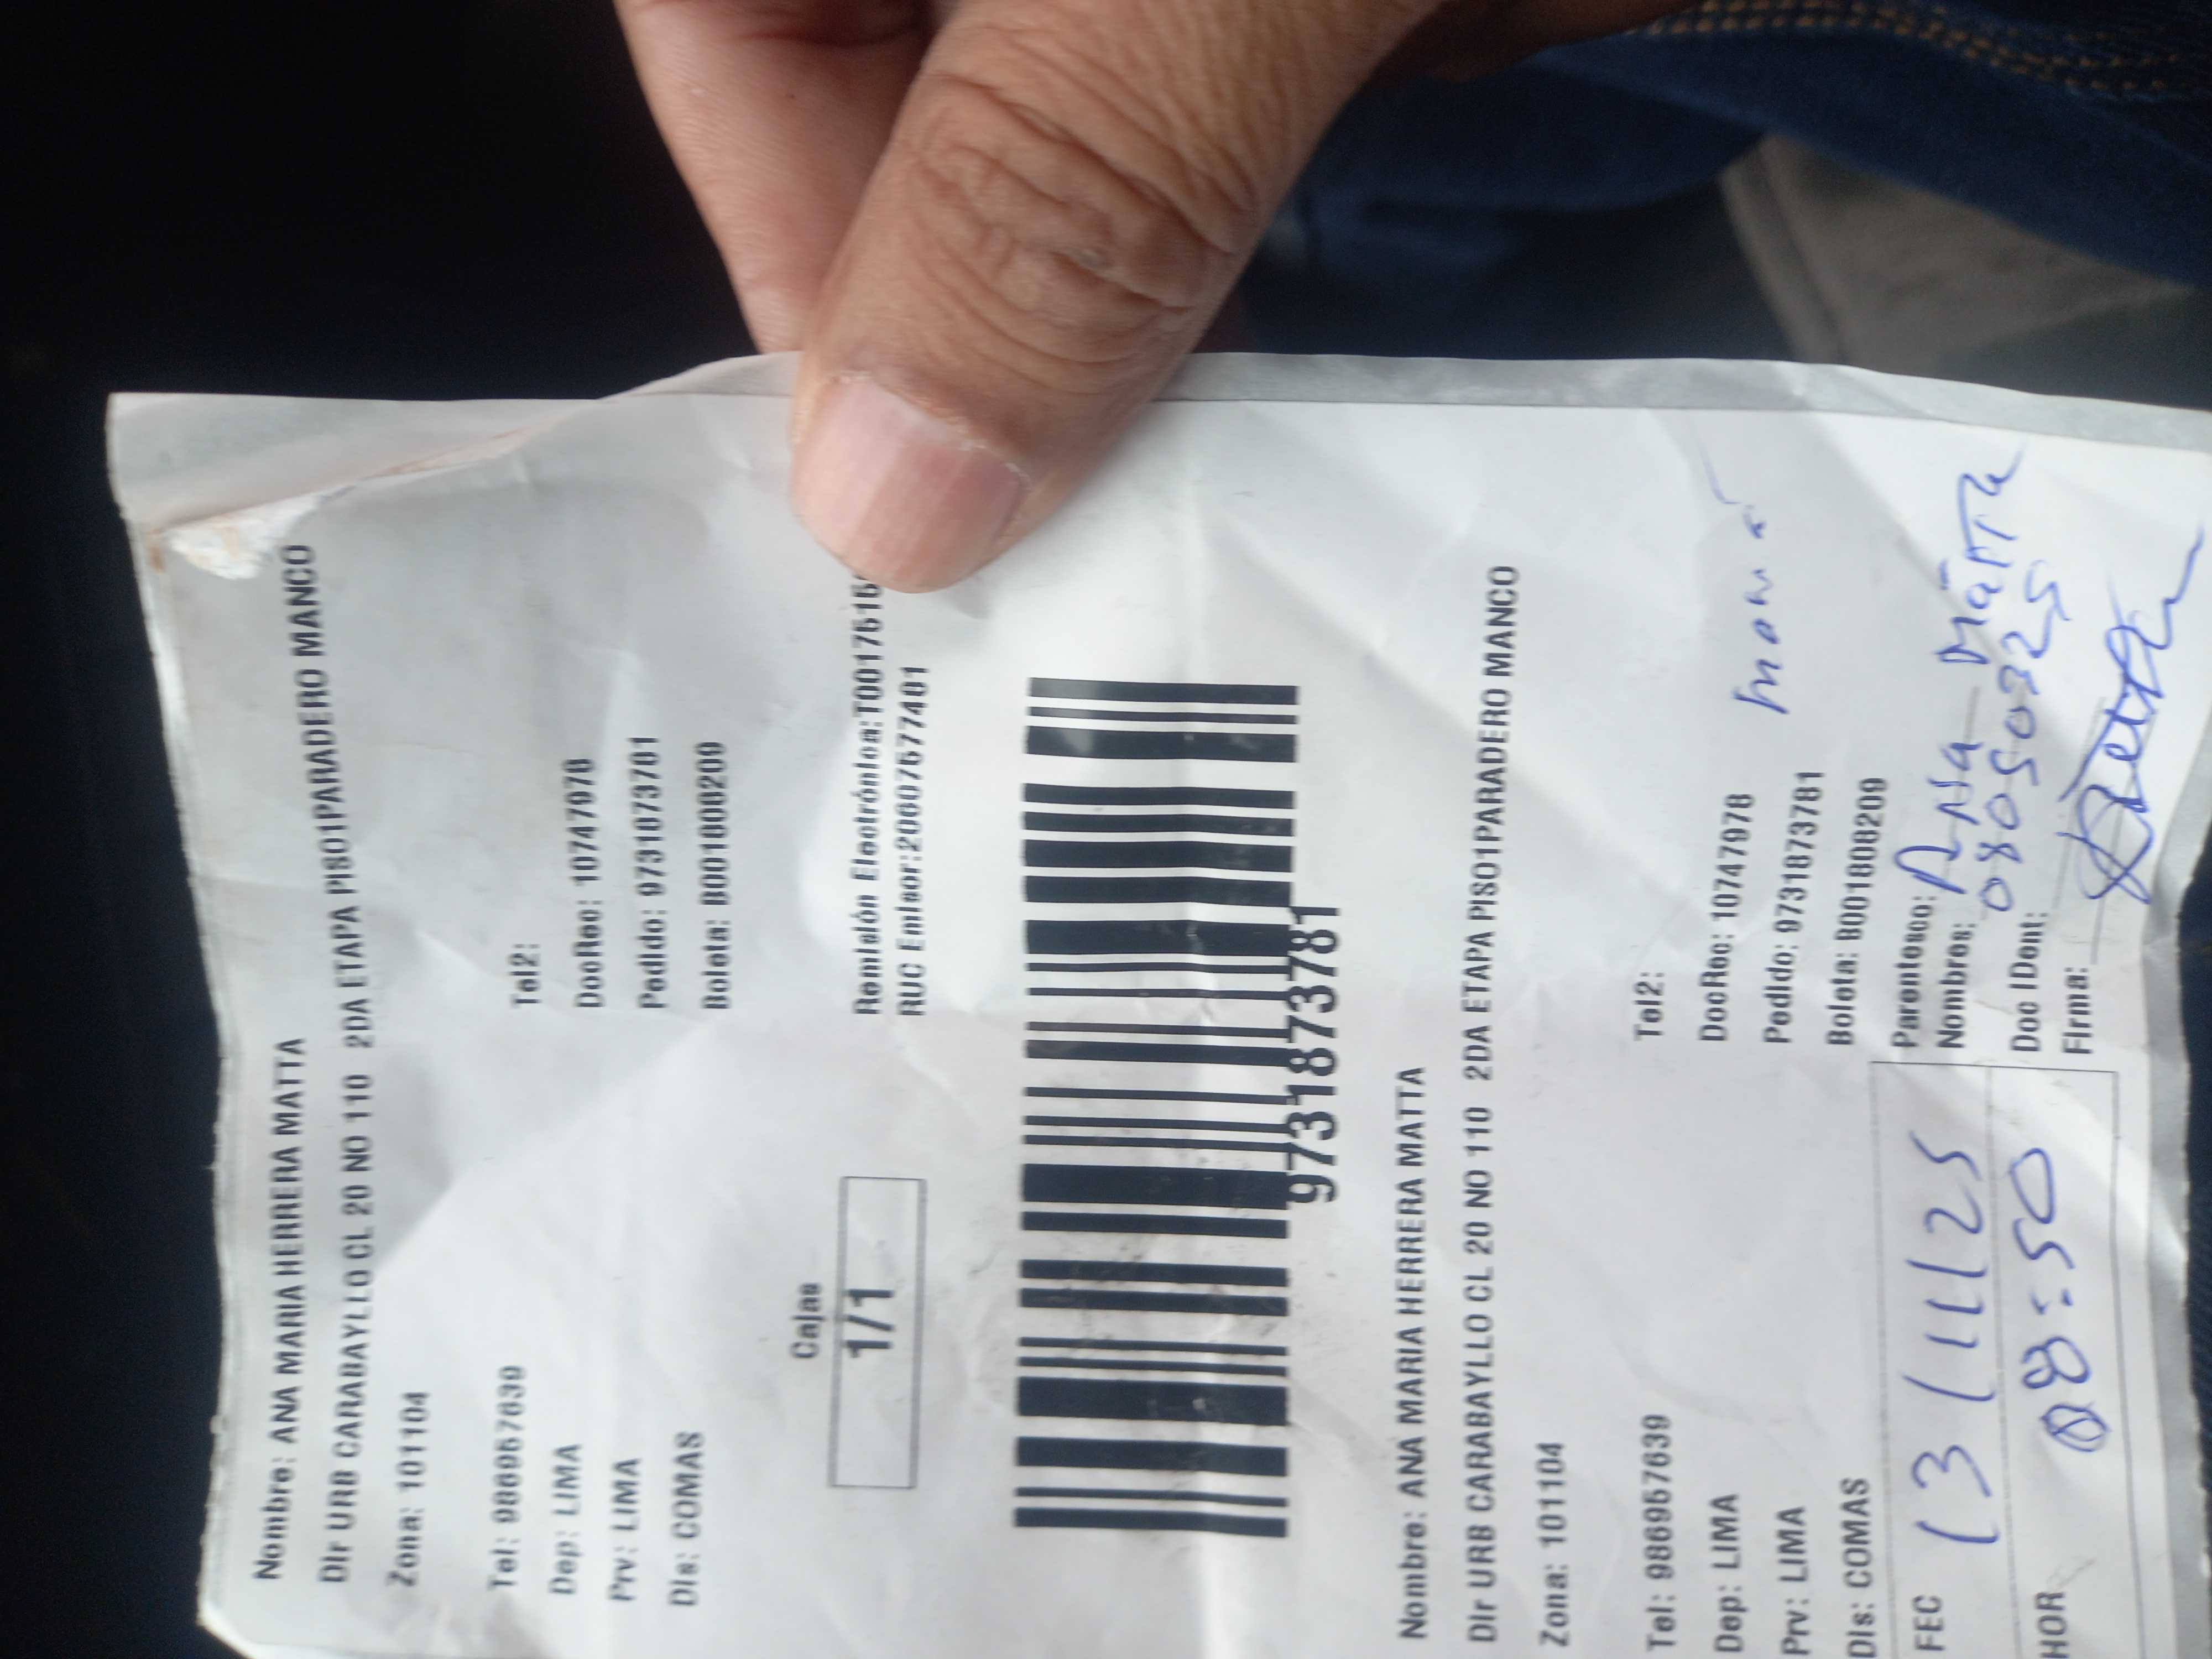 Nombre: ANA MARIA HERRERA MATTA
Dir URB CARABAYLLO CL 20 NO 110 2DA ETAPA PISO1PARADERO MANCO
Zona: 101104
Tel: 986957639 Tel2:
Dep: LIMA DocRec: 10747978
Prv: LIMA Pedido: 9731873781
Dis: COMAS Boleta: B001808209
Cajas
1/1
Remisión Electrónica:T0017515
RUC Emisor:20607577401
9731873781
Nombre: ANA MARIA HERRERA MATTA
Dir URB CARABAYLLO CL 20 NO 110 2DA ETAPA PISO1PARADERO MANCO
Zona: 101104
Tel: 986957639 Tel2:
Dep: LIMA DocRec: 10747978
Prv: LIMA Pedido: 9731873781
Dis: COMAS Boleta: B001808209
mamá
FEC 13/11/25
HOR 08:50
Parentesco:
Nombres: Ana Matta
Doc IDent: 08050325
Firma: